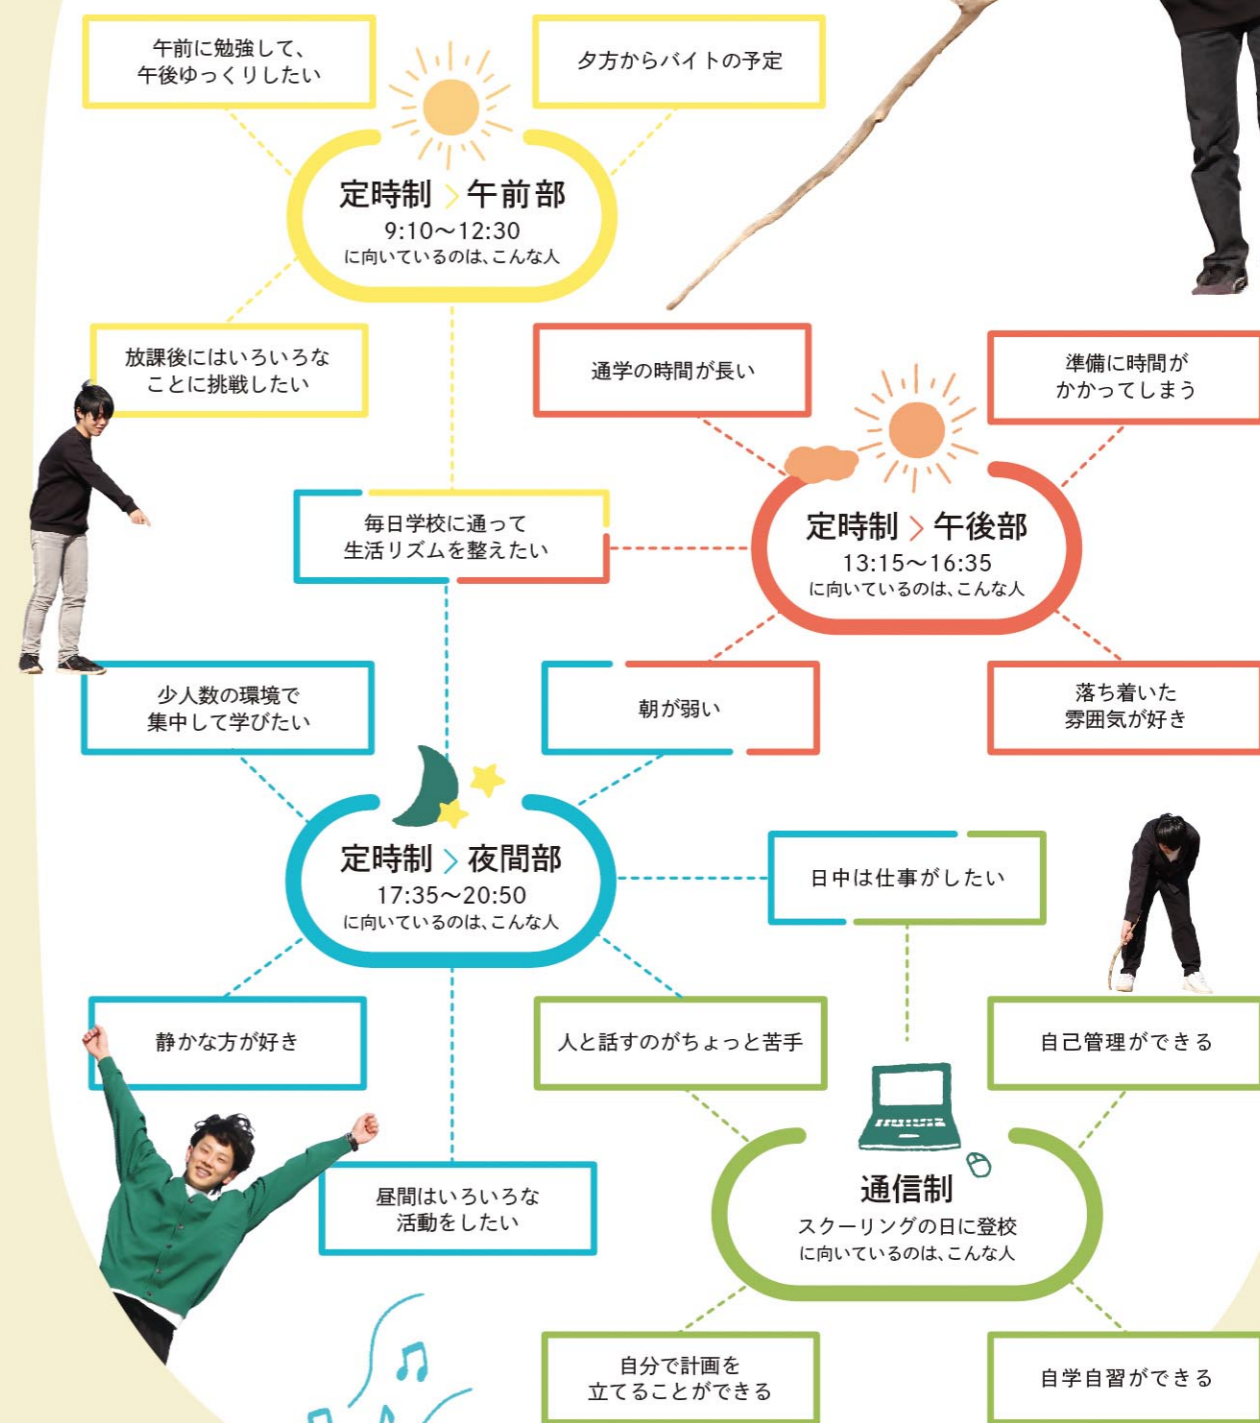 午前に勉強して、
午後ゆっくりしたい
夕方からバイトの予定
定時制 > 午前部
9:10〜12:30
に向いているのは、こんな人
放課後にはいろいろな
ことに挑戦したい
通学の時間が長い
準備に時間が
かかってしまう
毎日学校に通って
生活リズムを整えたい
定時制 > 午後部
13:15〜16:35
に向いているのは、こんな人
少人数の環境で
集中して学びたい
朝が弱い
落ち着いた
雰囲気が好き
定時制 > 夜間部
17:35〜20:50
に向いているのは、こんな人
日中は仕事がしたい
静かな方が好き
人と話すのがちょっと苦手
自己管理ができる
昼間はいろいろな
活動をしたい
通信制
スクーリングの日に登校
に向いているのは、こんな人
自分で計画を
立てることができる
自学自習ができる